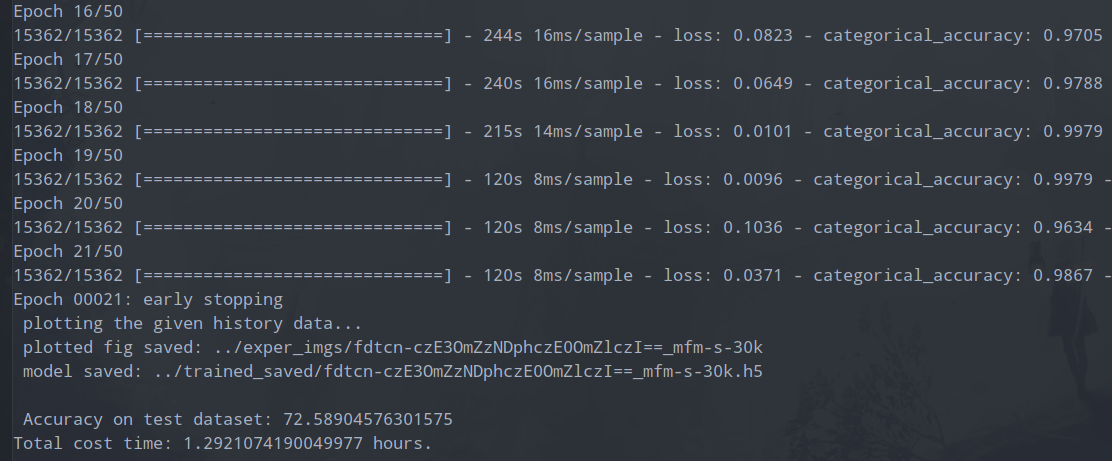 Epoch 16/50
15362/15362 [==============================] - 244s 16ms/sample - loss: 0.0823 - categorical_accuracy: 0.9705
Epoch 17/50
15362/15362 [==============================] - 240s 16ms/sample - loss: 0.0649 - categorical_accuracy: 0.9788
Epoch 18/50
15362/15362 [==============================] - 215s 14ms/sample - loss: 0.0101 - categorical_accuracy: 0.9979
Epoch 19/50
15362/15362 [==============================] - 120s 8ms/sample - loss: 0.0096 - categorical_accuracy: 0.9979 -
Epoch 20/50
15362/15362 [==============================] - 120s 8ms/sample - loss: 0.1036 - categorical_accuracy: 0.9634 -
Epoch 21/50
15362/15362 [==============================] - 120s 8ms/sample - loss: 0.0371 - categorical_accuracy: 0.9867 -
Epoch 00021: early stopping
plotting the given history data...
plotted fig saved: ../exper_imgs/fdtcn-czE3OmZzNDphczE0OmZlczI==_mfm-s-30k
model saved: ../trained_saved/fdtcn-czE3OmZzNDphczE0OmZlczI==_mfm-s-30k.h5
Accuracy on test dataset: 72.58904576301575
Total cost time: 1.2921074190049977 hours.